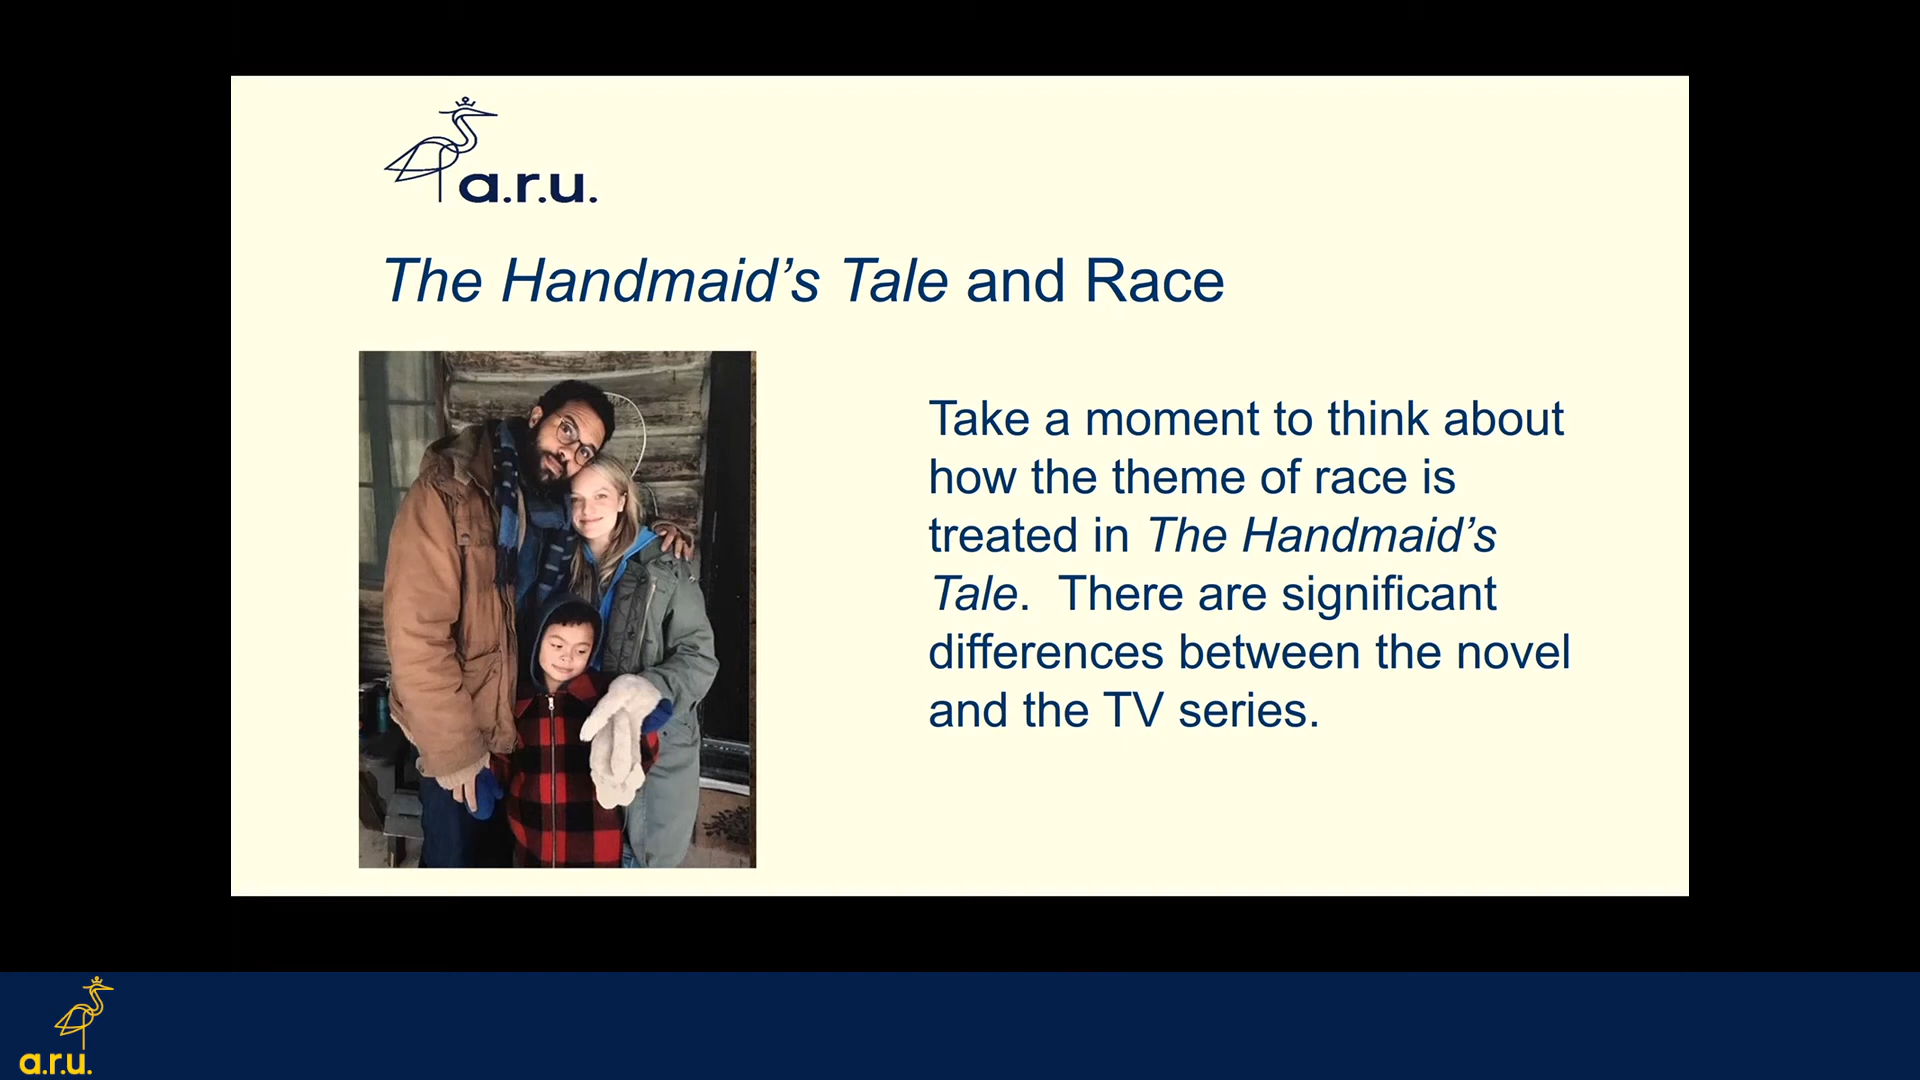 a.r.u.
The Handmaid’s Tale and Race
Take a moment to think about
how the theme of race is
treated in The Handmaid’s
Tale.  There are significant
differences between the novel
and the TV series.
a.r.u.